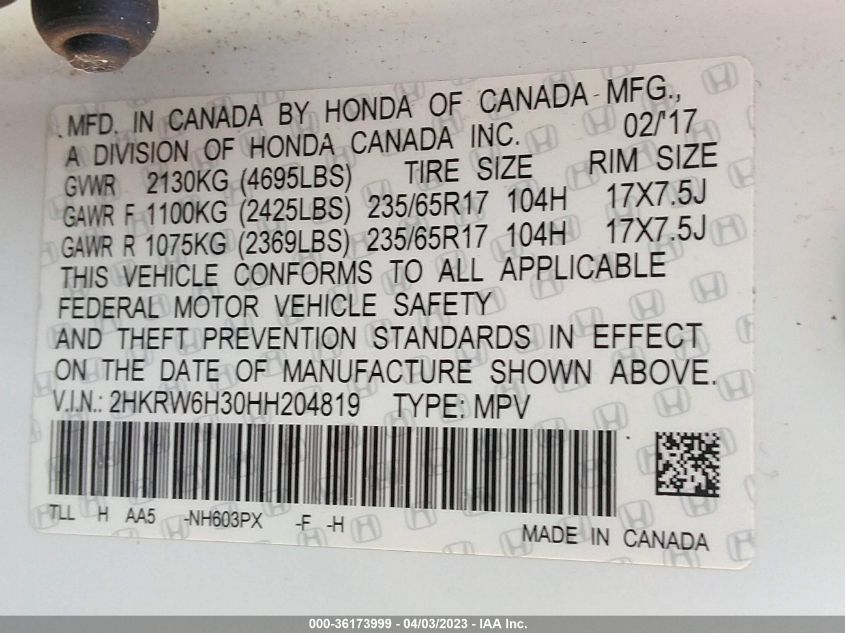 MFD. IN CANADA BY HONDA OF CANADA MFG.,
A DIVISION OF HONDA CANADA INC. 02/'17
GVWR 2130KG (4695LBS) TIRE SIZE RIM SIZE
GAWR F 1100KG (2425LBS) 235/65R17 104H 17X7.5J
GAWR R 1075KG (2369LBS) 235/65R17 104H 17X7.5J
THIS VEHICLE CONFORMS TO ALL APPLICABLE
FEDERAL MOTOR VEHICLE SAFETY
AND THEFT PREVENTION STANDARDS IN EFFECT
ON THE DATE OF MANUFACTURE SHOWN ABOVE.
V.I.N.: 2HKRW6H30HH204819 TYPE: MPV
TLL H AA5 -NH603PX -F -H
MADE IN CANADA
000-36173999 - 04/03/2023 - IAA Inc.